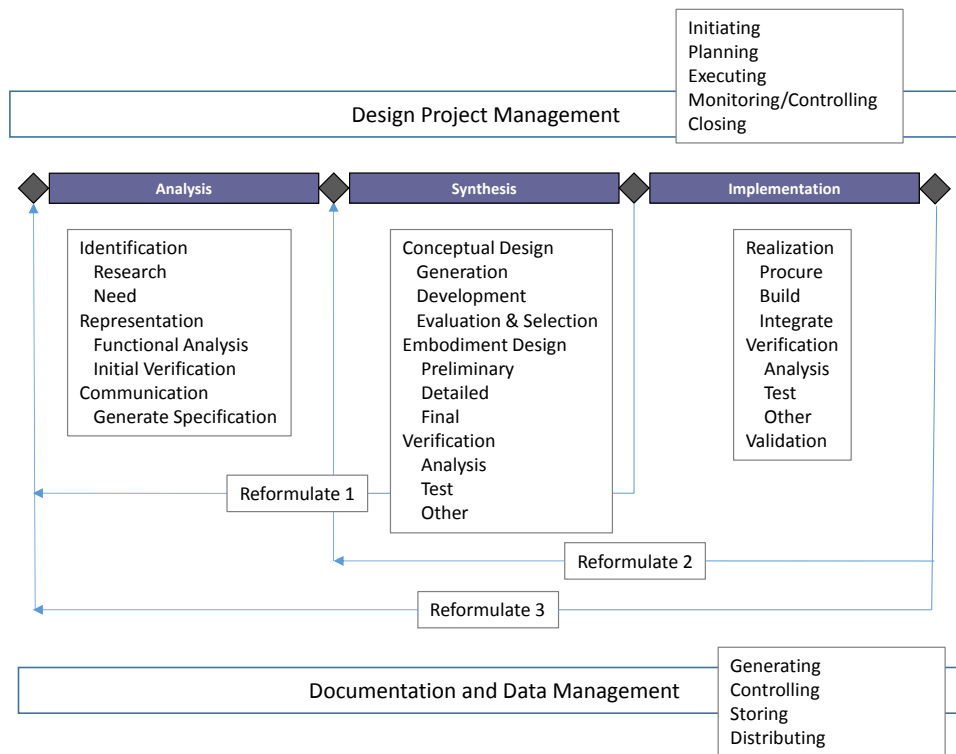 Initiating
Planning
Executing
Monitoring/Controlling
Closing
Design Project Management
Analysis
Synthesis
Implementation
Identification
Research
Need
Representation
Functional Analysis
Initial Verification
Communication
Generate Specification
Conceptual Design
Generation
Development
Evaluation & Selection
Embodiment Design
Preliminary
Detailed
Final
Verification
Analysis
Test
Other
Realization
Procure
Build
Integrate
Verification
Analysis
Test
Other
Validation
Reformulate 1
Reformulate 2
Reformulate 3
Documentation and Data Management
Generating
Controlling
Storing
Distributing